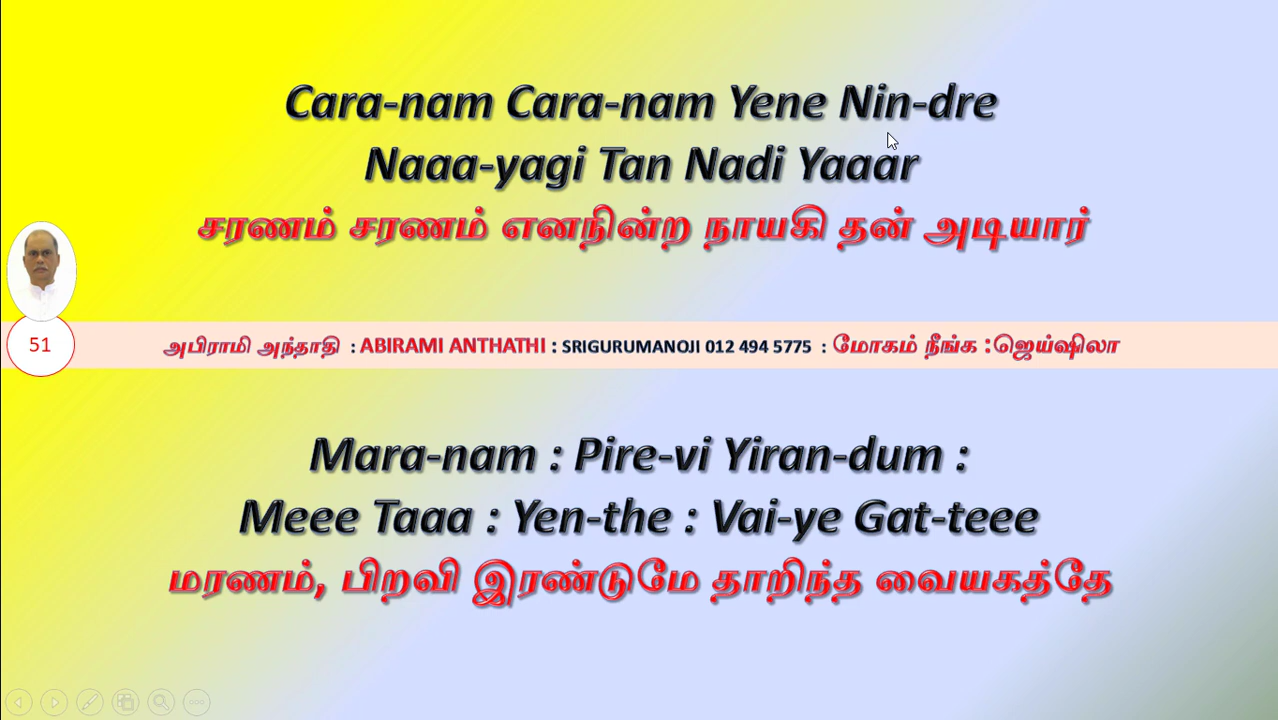 Cara-nam Cara-nam Yene Nin-dre
Naaa-yagi Tan Nadi Yaaar
சரணம் சரணம் எனநின்ற நாயகி தன் அடியார்
51
அபிராமி அந்தாதி : ABIRAMI ANTHATHI : SRIGURUMANOJI 012 494 5775 : மோகம் நீங்க :ஜெய்ஷிலா
Mara-nam : Pire-vi Yiran-dum :
Meee Taaa : Yen-the : Vai-ye Gat-teee
மரணம், பிறவி இரண்டுமே தாறிந்த வையகத்தே